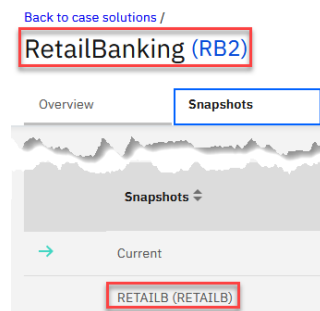 Back to case solutions /
RetailBanking (RB2)
Overview Snapshots
Snapshots
Current
RETAILB (RETAILB)